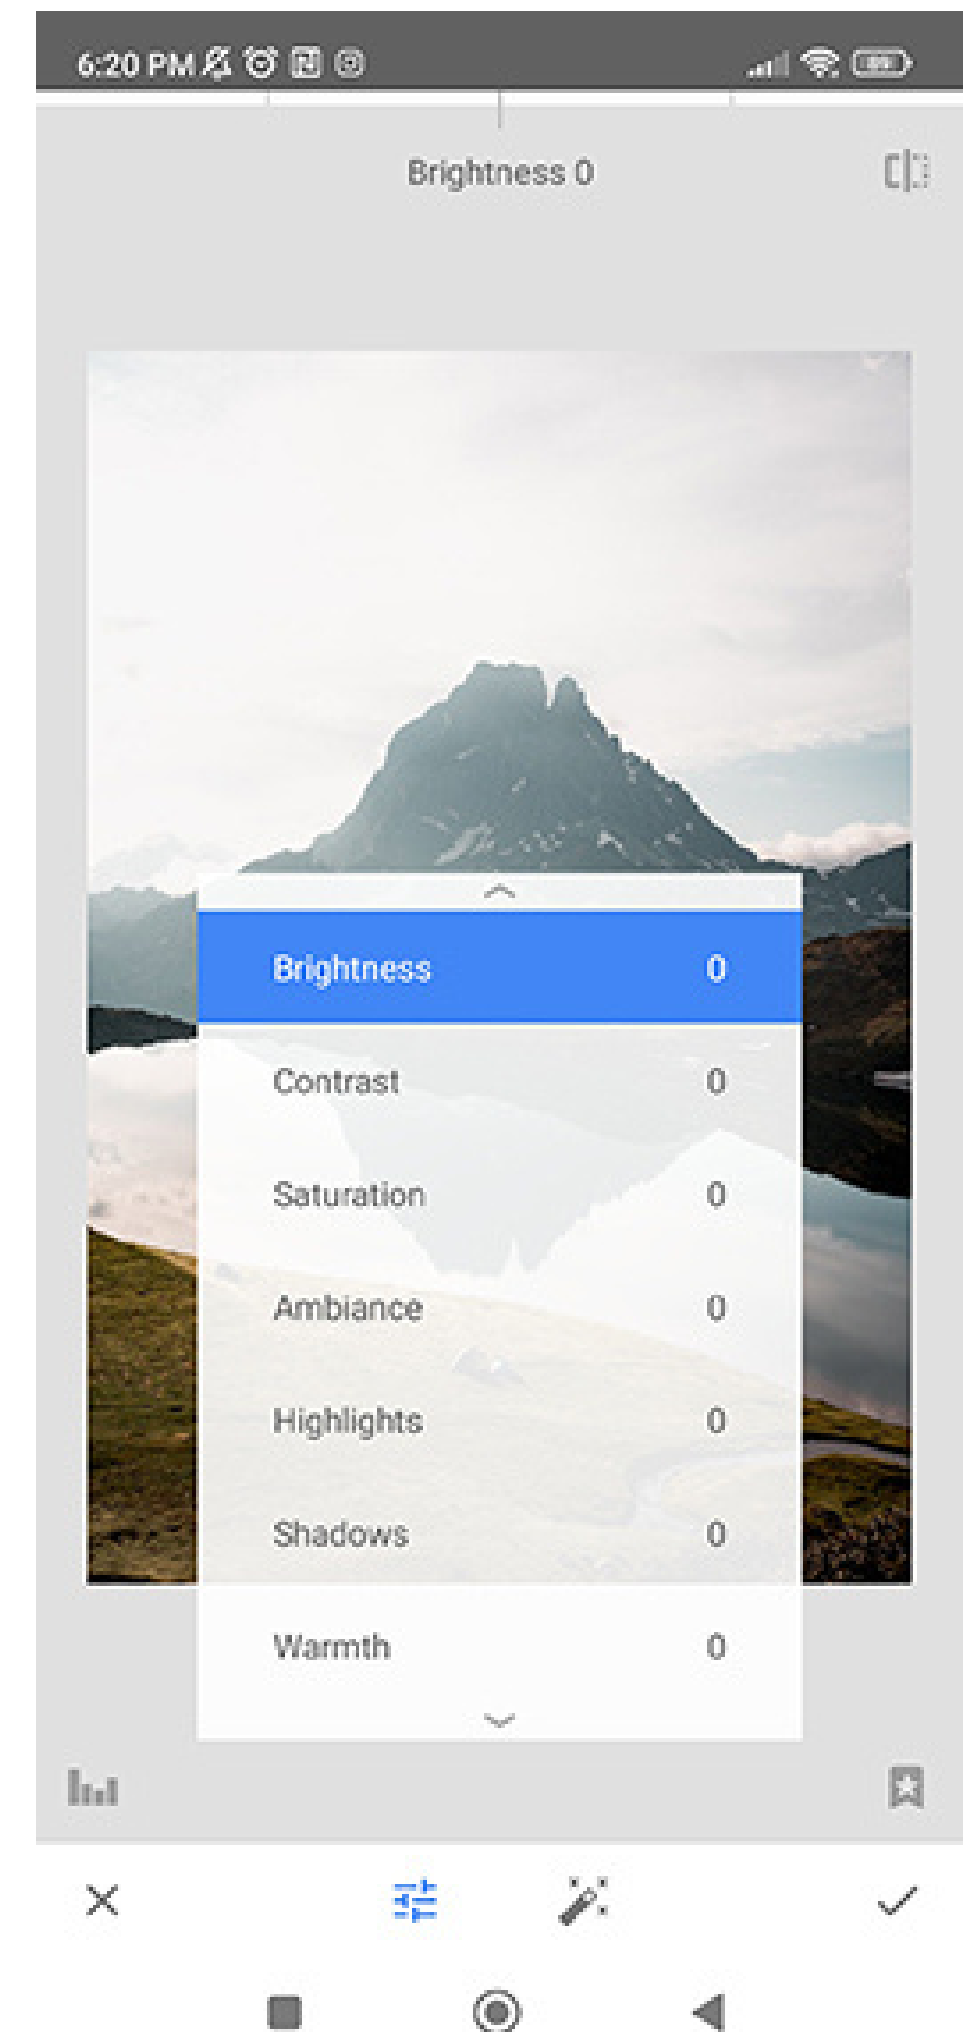 6:20 PM
Brightness 0
Brightness 0
Contrast 0
Saturation 0
Ambiance 0
Highlights 0
Shadows 0
Warmth 0